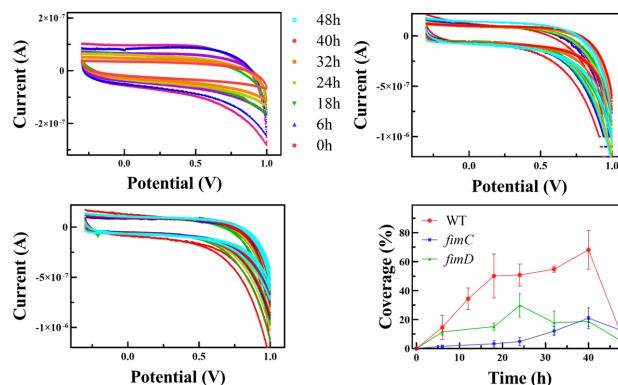 Current (A)
2×10⁻⁷
0
-2×10⁻⁷
0.0
0.5
1.0
Potential (V)
48h
40h
32h
24h
18h
6h
0h
Current (A)
0
-5×10⁻⁷
-1×10⁻⁶
0.0
0.5
1.0
Potential (V)
Current (A)
0
-5×10⁻⁷
-1×10⁻⁶
0.0
0.5
1.0
Potential (V)
Coverage (%)
80
60
40
20
0
WT
fimC
fimD
0
10
20
30
40
Time (h)